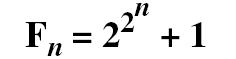 Fₙ = 2^{2^n} + 1